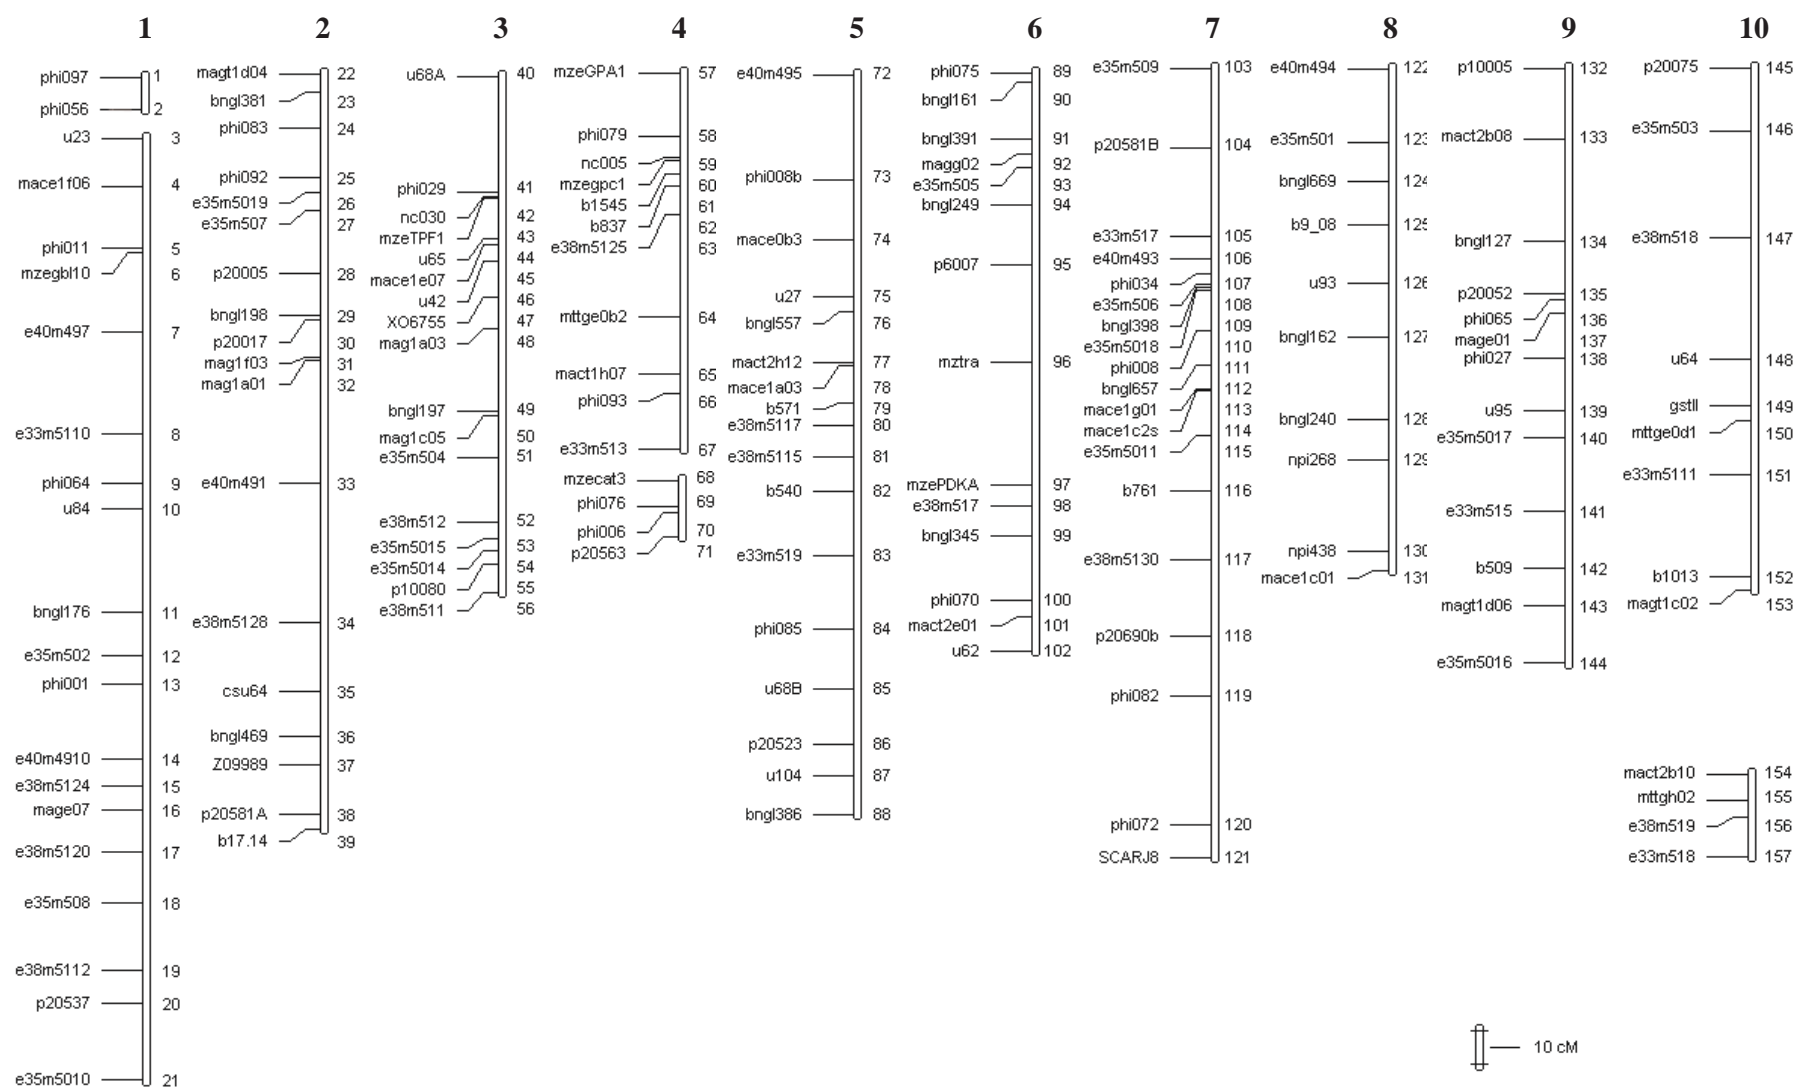 1 2 3 4 5 6 7 8 9 10
phi097 1
phi056 2
u23 3
mace1f06 4
phi011 5
mzegbl10 6
e40m497 7
e33m5110 8
phi064 9
u84 10
bngl176 11
e35m502 12
phi001 13
e40m4910 14
e38m5124 15
mage07 16
e38m5120 17
e35m508 18
e38m5112 19
p20537 20
e35m5010 21
magt1d04 22
bngl381 23
phi083 24
phi092 25
e35m5019 26
e35m507 27
p20005 28
bngl198 29
p20017 30
mag1f03 31
mag1a01 32
e40m491 33
e38m5128 34
csu64 35
bngl469 36
Z09989 37
p20581A 38
b17.14 39
u68A 40
phi029 41
nc030 42
mzeTPF1 43
u65 44
mace1e07 45
u42 46
XO6755 47
mag1a03 48
bngl197 49
mag1c05 50
e35m504 51
e38m512 52
e35m5015 53
e35m5014 54
p10080 55
e38m511 56
mzeGPA1 57
phi079 58
nc005 59
mzegpc1 60
b1545 61
b837 62
e38m5125 63
mttge0b2 64
mact1h07 65
phi093 66
e33m513 67
mzecat3 68
phi076 69
phi006 70
p20563 71
e40m495 72
phi008b 73
mace0b3 74
u27 75
bngl557 76
mact2h12 77
mace1a03 78
b571 79
e38m5117 80
e38m5115 81
b540 82
e33m519 83
phi085 84
u68B 85
p20523 86
u104 87
bngl386 88
phi075 89
bngl161 90
bngl391 91
magg02 92
e35m505 93
bngl249 94
p6007 95
mztra 96
mzePDKA 97
e38m517 98
bngl345 99
phi070 100
mact2e01 101
u62 102
e35m509 103
p20581B 104
e33m517 105
e40m493 106
phi034 107
e35m506 108
bngl398 109
e35m5018 110
phi008 111
bngl657 112
mace1g01 113
mace1c2s 114
e35m5011 115
b761 116
e38m5130 117
p20690b 118
phi082 119
phi072 120
SCARJ8 121
e40m494 122
e35m501 123
bngl669 124
b9_08 125
u93 126
bngl162 127
bngl240 128
npi268 129
npi438 130
mace1c01 131
p10005 132
mact2b08 133
bngl127 134
p20052 135
phi065 136
mage01 137
phi027 138
u95 139
e35m5017 140
e33m515 141
b509 142
magt1d06 143
e35m5016 144
p20075 145
e35m503 146
e38m518 147
u64 148
gstll 149
mttge0d1 150
e33m5111 151
b1013 152
magt1c02 153
mact2b10 154
mttgh02 155
e38m519 156
e33m518 157
10 cM